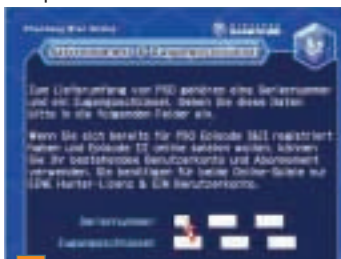 Zum Lieferumfang von PSO gehören eine Seriennummer
und ein Zugangsschlüssel. Geben Sie diese Daten
bitte in die folgenden Felder ein.
Wenn Sie sich bereits für PSO Episode I&II registriert
haben und Episode III online spielen wollen, können
Sie Ihr bestehendes Benutzerkonto und Abonnement
verwenden. Sie benötigen für beide Online-Spiele nur
EINE Hunter-Lizenz & EIN Benutzerkonto.
Seriennummer
Zugangsschlüssel